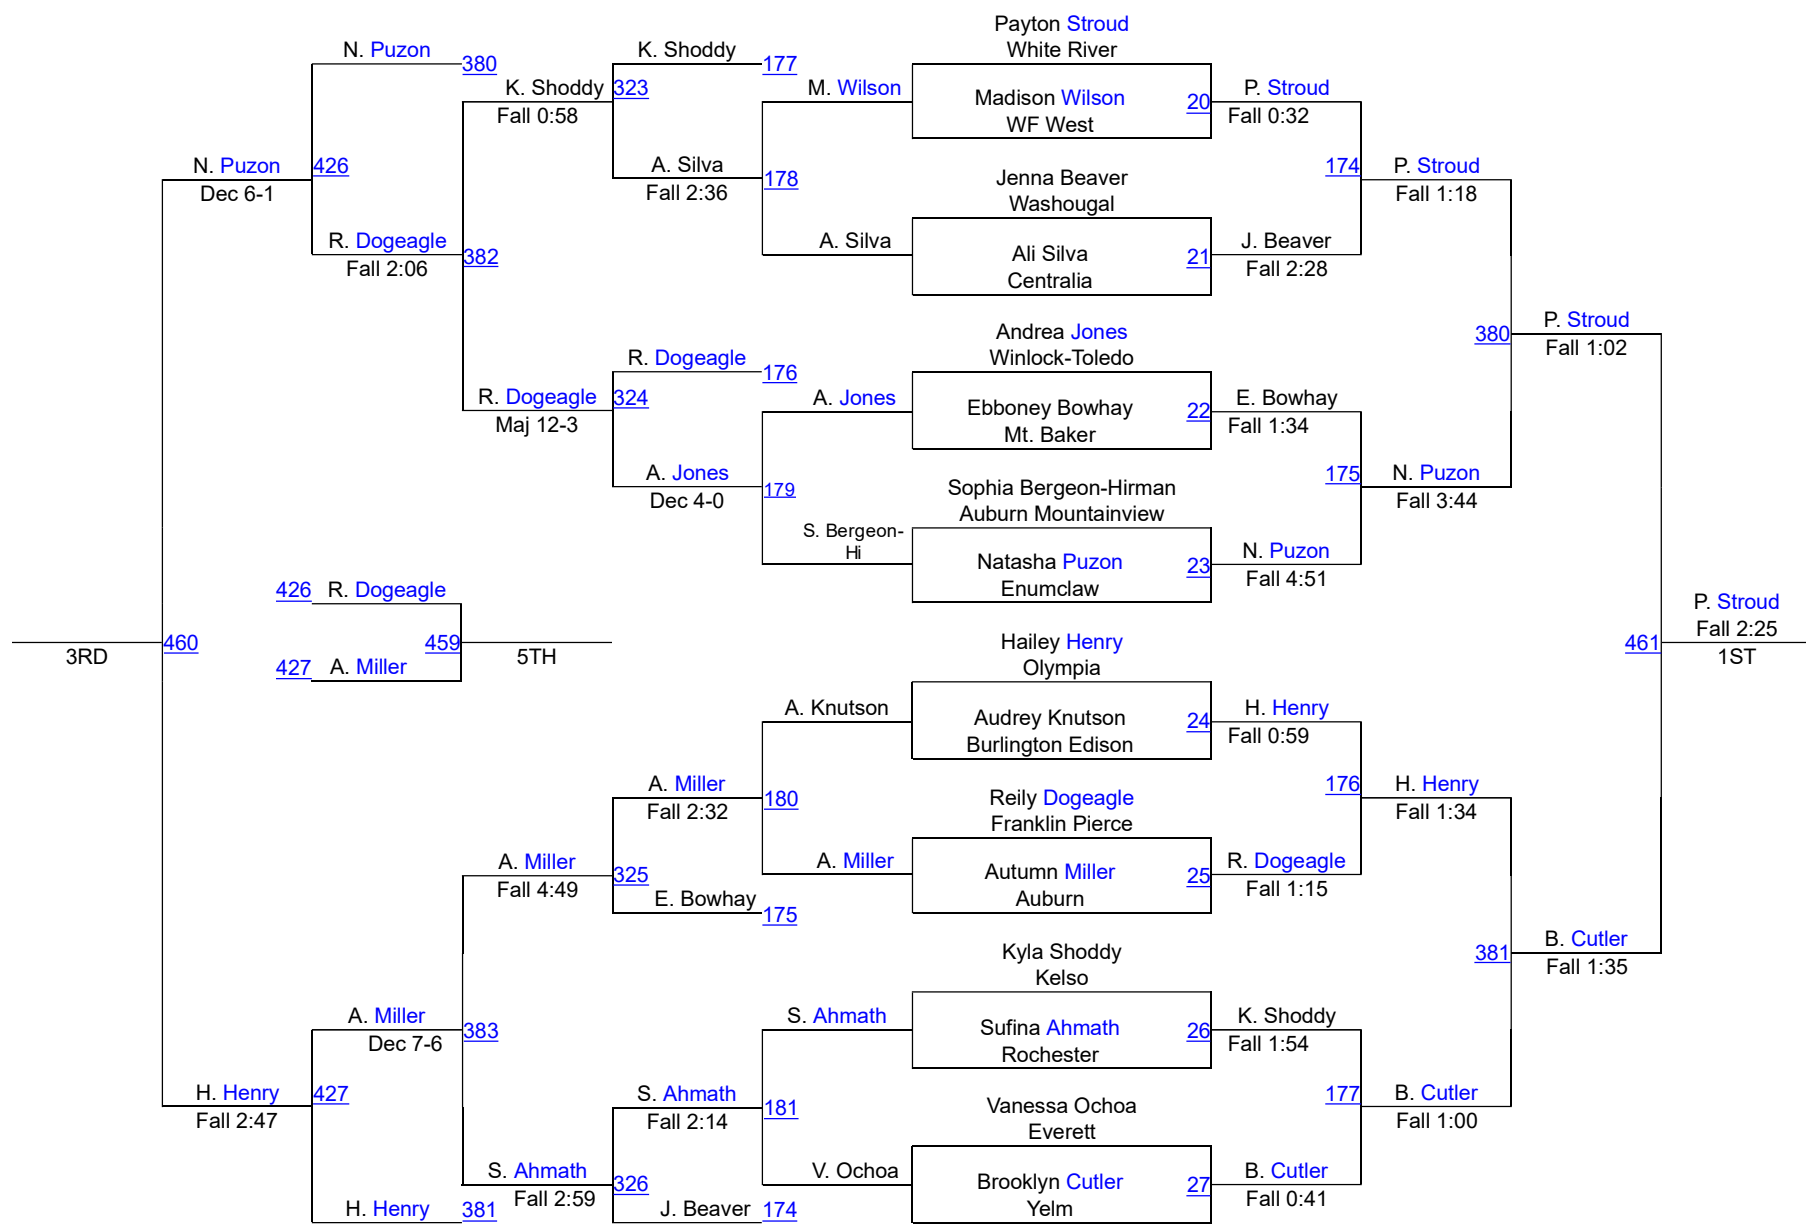 Payton Stroud
White River
N. Puzon
380
K. Shoddy
177
K. Shoddy
323
Fall 0:58
M. Wilson
Madison Wilson
WF West
20
P. Stroud
Fall 0:32
N. Puzon
Dec 6-1
426
A. Silva
Fall 2:36
178
Jenna Beaver
Washougal
174
P. Stroud
Fall 1:18
R. Dogeagle
Fall 2:06
382
A. Silva
Ali Silva
Centralia
21
J. Beaver
Fall 2:28
Andrea Jones
Winlock-Toledo
380
P. Stroud
Fall 1:02
R. Dogeagle
176
R. Dogeagle
Maj 12-3
324
A. Jones
Ebboney Bowhay
Mt. Baker
22
E. Bowhay
Fall 1:34
A. Jones
Dec 4-0
179
Sophia Bergeon-Hirman
Auburn Mountainview
175
N. Puzon
Fall 3:44
S. Bergeon-
Hi
Natasha Puzon
Enumclaw
23
N. Puzon
Fall 4:51
426
R. Dogeagle
P. Stroud
Fall 2:25
3RD
460
459
5TH
461
1ST
427
A. Miller
Hailey Henry
Olympia
A. Knutson
Audrey Knutson
Burlington Edison
24
H. Henry
Fall 0:59
A. Miller
Fall 2:32
180
Reily Dogeagle
Franklin Pierce
176
H. Henry
Fall 1:34
A. Miller
Fall 4:49
325
A. Miller
Autumn Miller
Auburn
25
R. Dogeagle
Fall 1:15
E. Bowhay
175
Kyla Shoddy
Kelso
381
B. Cutler
Fall 1:35
A. Miller
Dec 7-6
383
S. Ahmath
Sufina Ahmath
Rochester
26
K. Shoddy
Fall 1:54
H. Henry
Fall 2:47
427
S. Ahmath
Fall 2:14
181
Vanessa Ochoa
Everett
177
B. Cutler
Fall 1:00
S. Ahmath
Fall 2:59
326
V. Ochoa
Brooklyn Cutler
Yelm
27
B. Cutler
Fall 0:41
H. Henry
381
J. Beaver
174